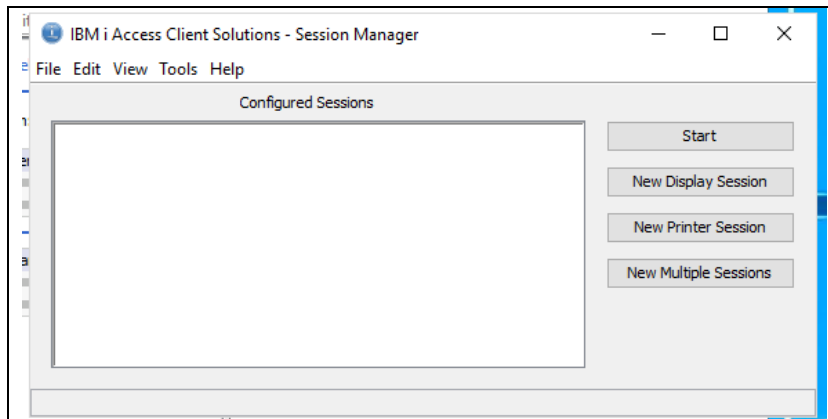 IBM i Access Client Solutions - Session Manager
File Edit View Tools Help
Configured Sessions
Start
New Display Session
New Printer Session
New Multiple Sessions